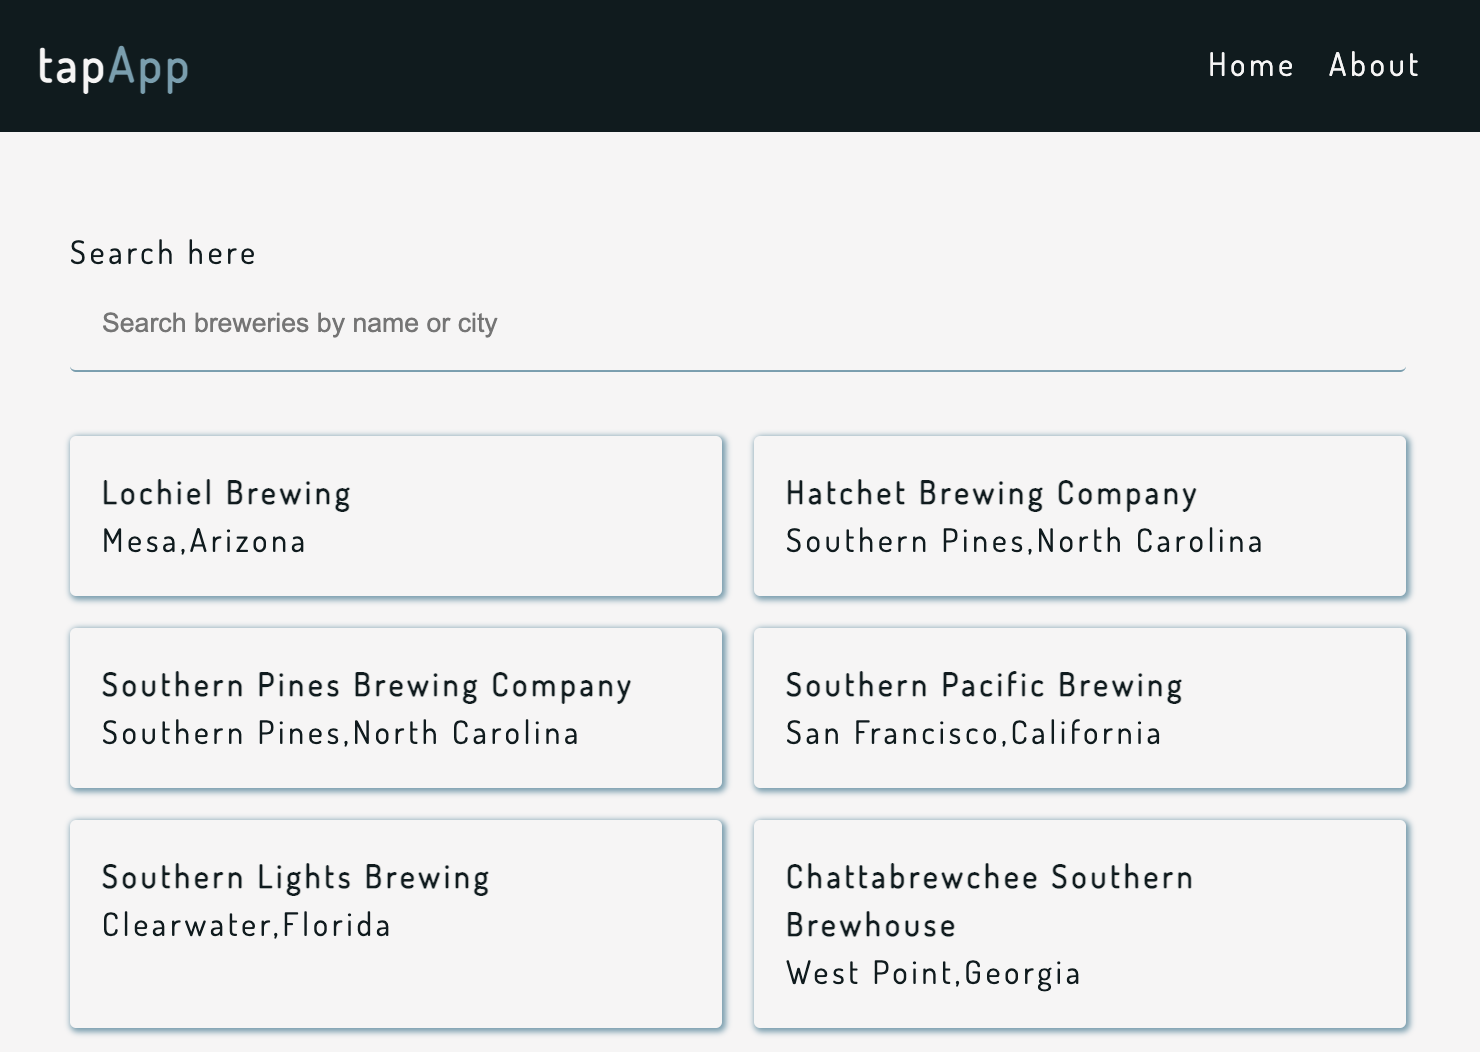 tapApp
Home About
Search here
Search breweries by name or city
Lochiel Brewing
Mesa,Arizona
Hatchet Brewing Company
Southern Pines,North Carolina
Southern Pines Brewing Company
Southern Pines,North Carolina
Southern Pacific Brewing
San Francisco,California
Southern Lights Brewing
Clearwater,Florida
Chattabrewchee Southern
Brewhouse
West Point,Georgia